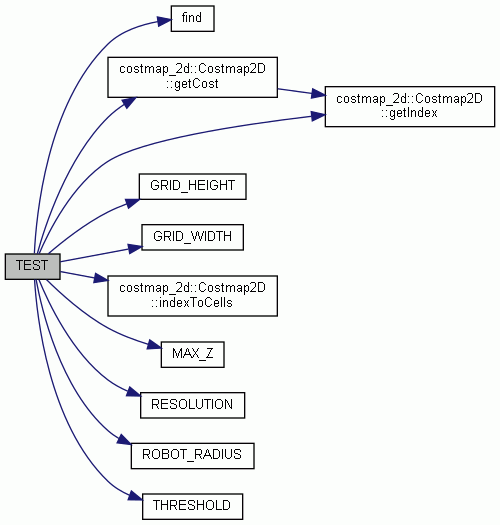 find
costmap_2d::Costmap2D
::getCost
costmap_2d::Costmap2D
::getIndex
GRID_HEIGHT
GRID_WIDTH
TEST
costmap_2d::Costmap2D
::indexToCells
MAX_Z
RESOLUTION
ROBOT_RADIUS
THRESHOLD